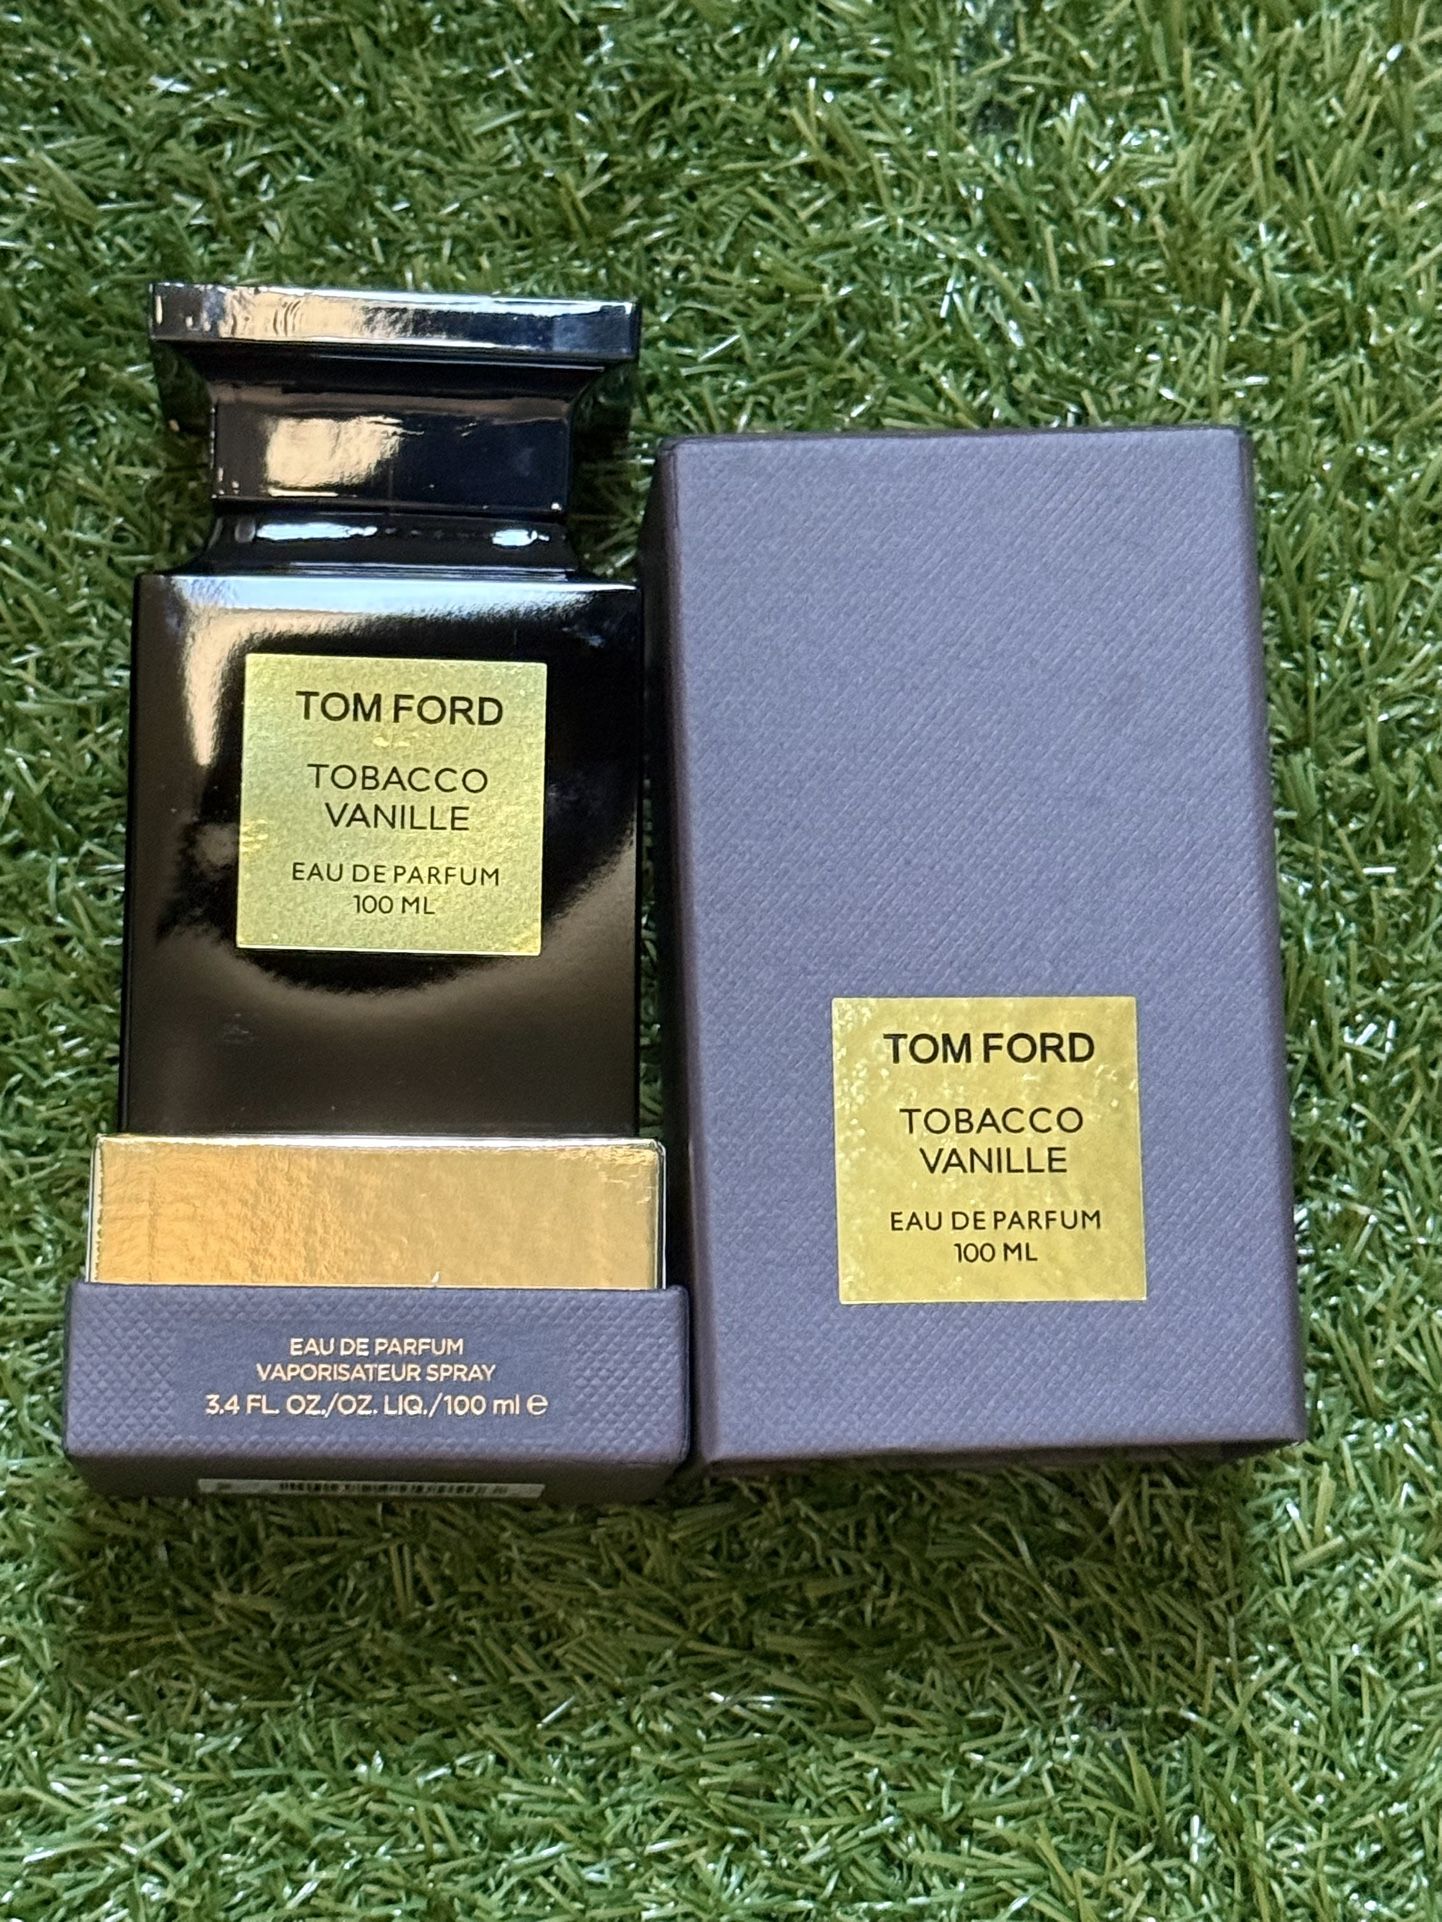 TOM FORD
TOBACCO
VANILLE
EAU DE PARFUM
100 ML
EAU DE PARFUM
VAPORISATEUR SPRAY
3.4 FL. OZ./OZ. LIQ./100 ml ℮
TOM FORD
TOBACCO
VANILLE
EAU DE PARFUM
100 ML